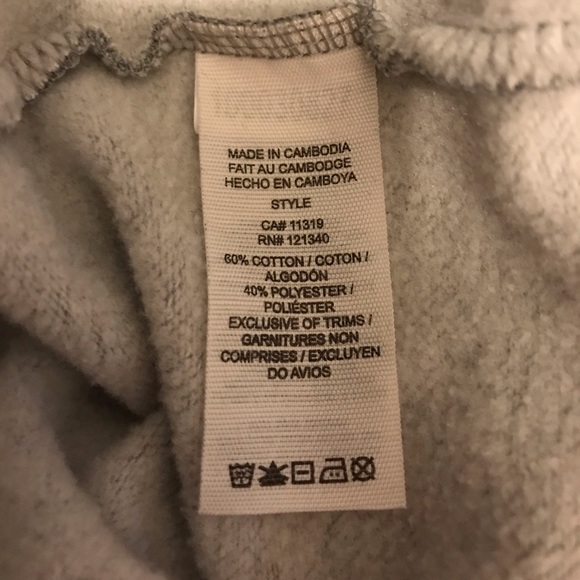 MADE IN CAMBODIA
FAIT AU CAMBODGE
HECHO EN CAMBOYA
STYLE
CA# 11319
RN# 121340
60% COTTON / COTON /
ALGODÓN
40% POLYESTER /
POLIÉSTER
EXCLUSIVE OF TRIMS /
GARNITURES NON
COMPRISES / EXCLUYEN
DO AVIOS